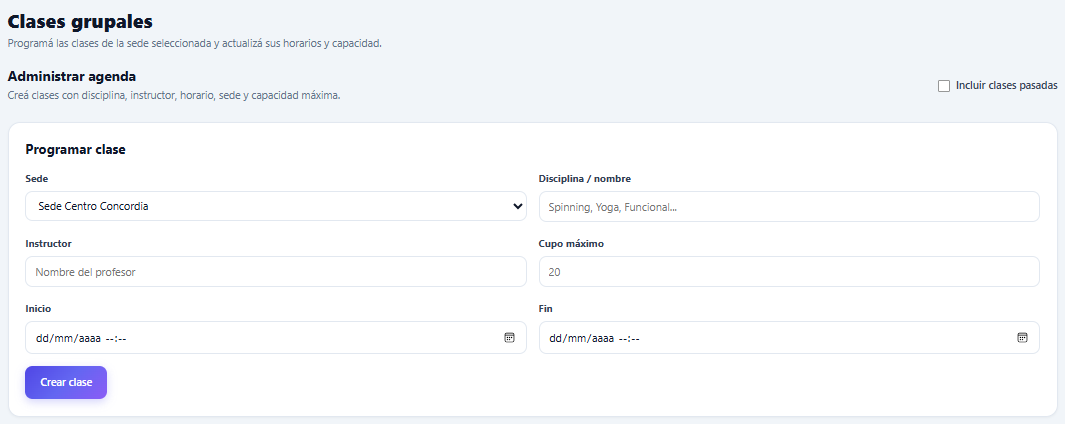 Clases grupales
Programá las clases de la sede seleccionada y actualizá sus horarios y capacidad.
Administrar agenda
Creá clases con disciplina, instructor, horario, sede y capacidad máxima.
Incluir clases pasadas
Programar clase
Sede
Disciplina / nombre
Sede Centro Concordia
Spinning, Yoga, Funcional...
Instructor
Cupo máximo
Nombre del profesor
20
Inicio
Fin
dd/mm/aaaa --:--
dd/mm/aaaa --:--
Crear clase